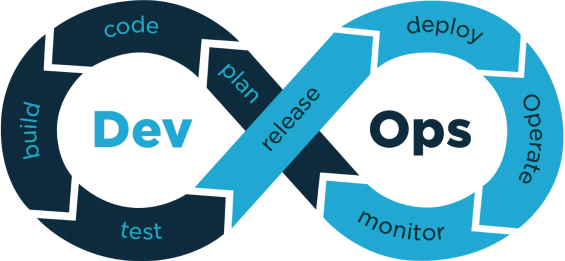 code
plan
build
Dev
test
release
deploy
Operate
Ops
monitor